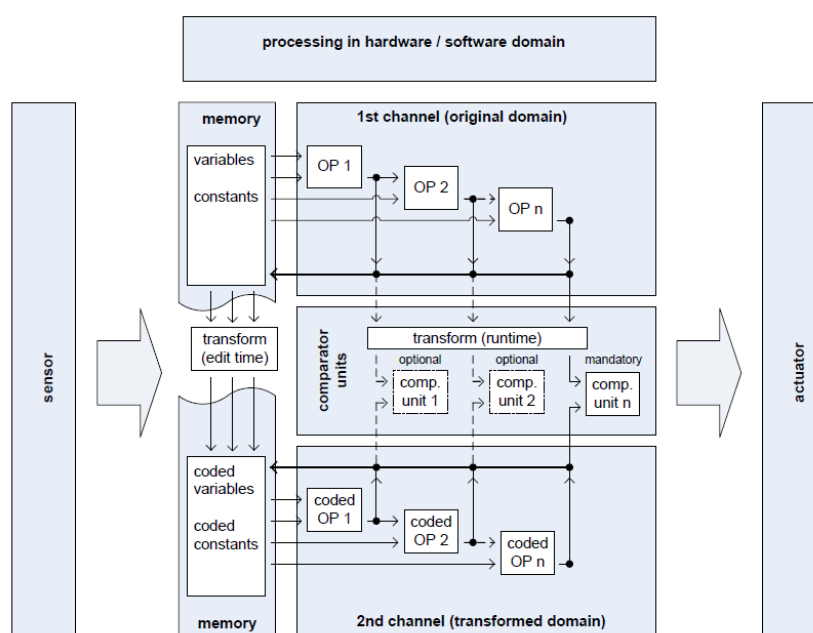 processing in hardware / software domain
sensor
memory
variables
constants
1st channel (original domain)
OP 1
OP 2
OP n
transform
(edit time)
comparator
units
transform (runtime)
optional
optional
mandatory
comp.
unit 1
comp.
unit 2
comp.
unit n
coded
variables
coded
constants
memory
coded
OP 1
coded
OP 2
coded
OP n
2nd channel (transformed domain)
actuator